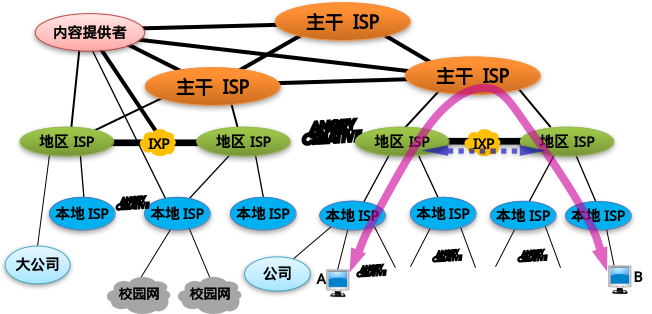 主干 ISP
内容提供者
主干 ISP
主干 ISP
ANGRY
CREATIVE
地区 ISP
IXP
地区 ISP
地区 ISP
IXP
地区 ISP
ANGRY
CREATIVE
本地 ISP
本地 ISP
本地 ISP
本地 ISP
本地 ISP
本地 ISP
本地 ISP
大公司
公司
ANGRY
CREATIVE
ANGRY
CREATIVE
ANGRY
CREATIVE
A
B
校园网
校园网